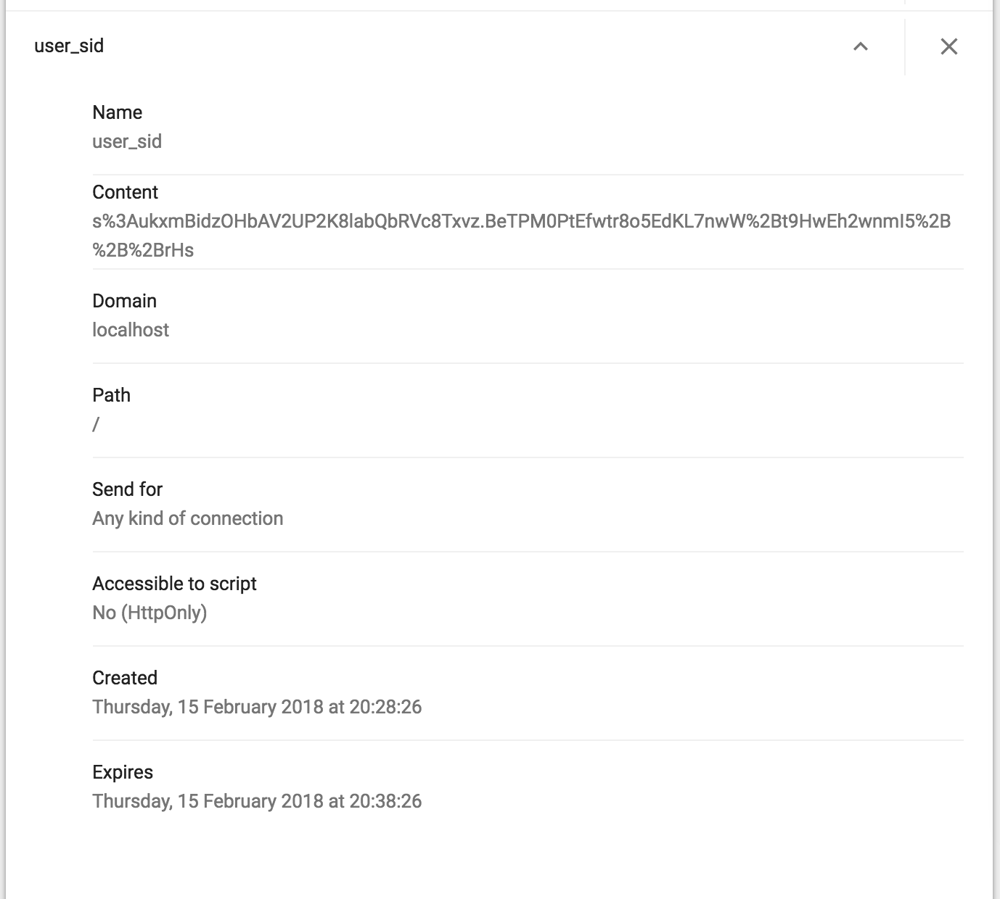 user_sid
Name
user_sid
Content
s%3AukxmBidzOHbAV2UP2K8labQbRVc8Txvz.BeTPM0PtEfwtr8o5EdKL7nwW%2Bt9HwEh2wnmI5%2B
%2B%2BrHs
Domain
localhost
Path
/
Send for
Any kind of connection
Accessible to script
No (HttpOnly)
Created
Thursday, 15 February 2018 at 20:28:26
Expires
Thursday, 15 February 2018 at 20:38:26